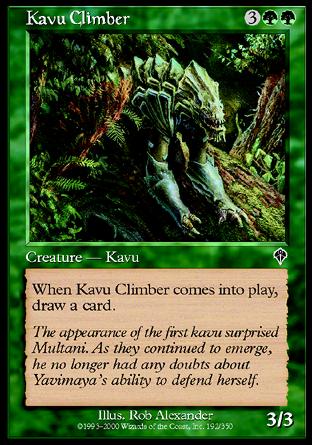 Kavu Climber 3
Creature — Kavu
When Kavu Climber comes into play,
draw a card.
The appearance of the first kavu surprised
Multani. As they continued to emerge,
he no longer had any doubts about
Yavimaya's ability to defend herself.
Illus. Rob Alexander
©1993–2000 Wizards of the Coast, Inc. 192/350
3/3